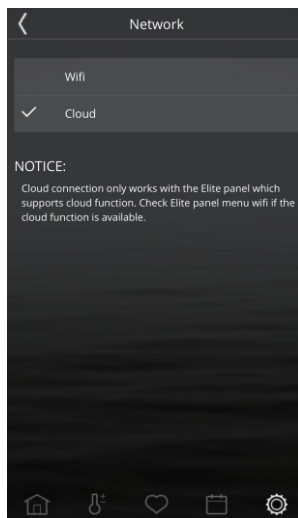 Network
Wifi
Cloud
NOTICE:
Cloud connection only works with the Elite panel which
supports cloud function. Check Elite panel menu wifi if the
cloud function is available.